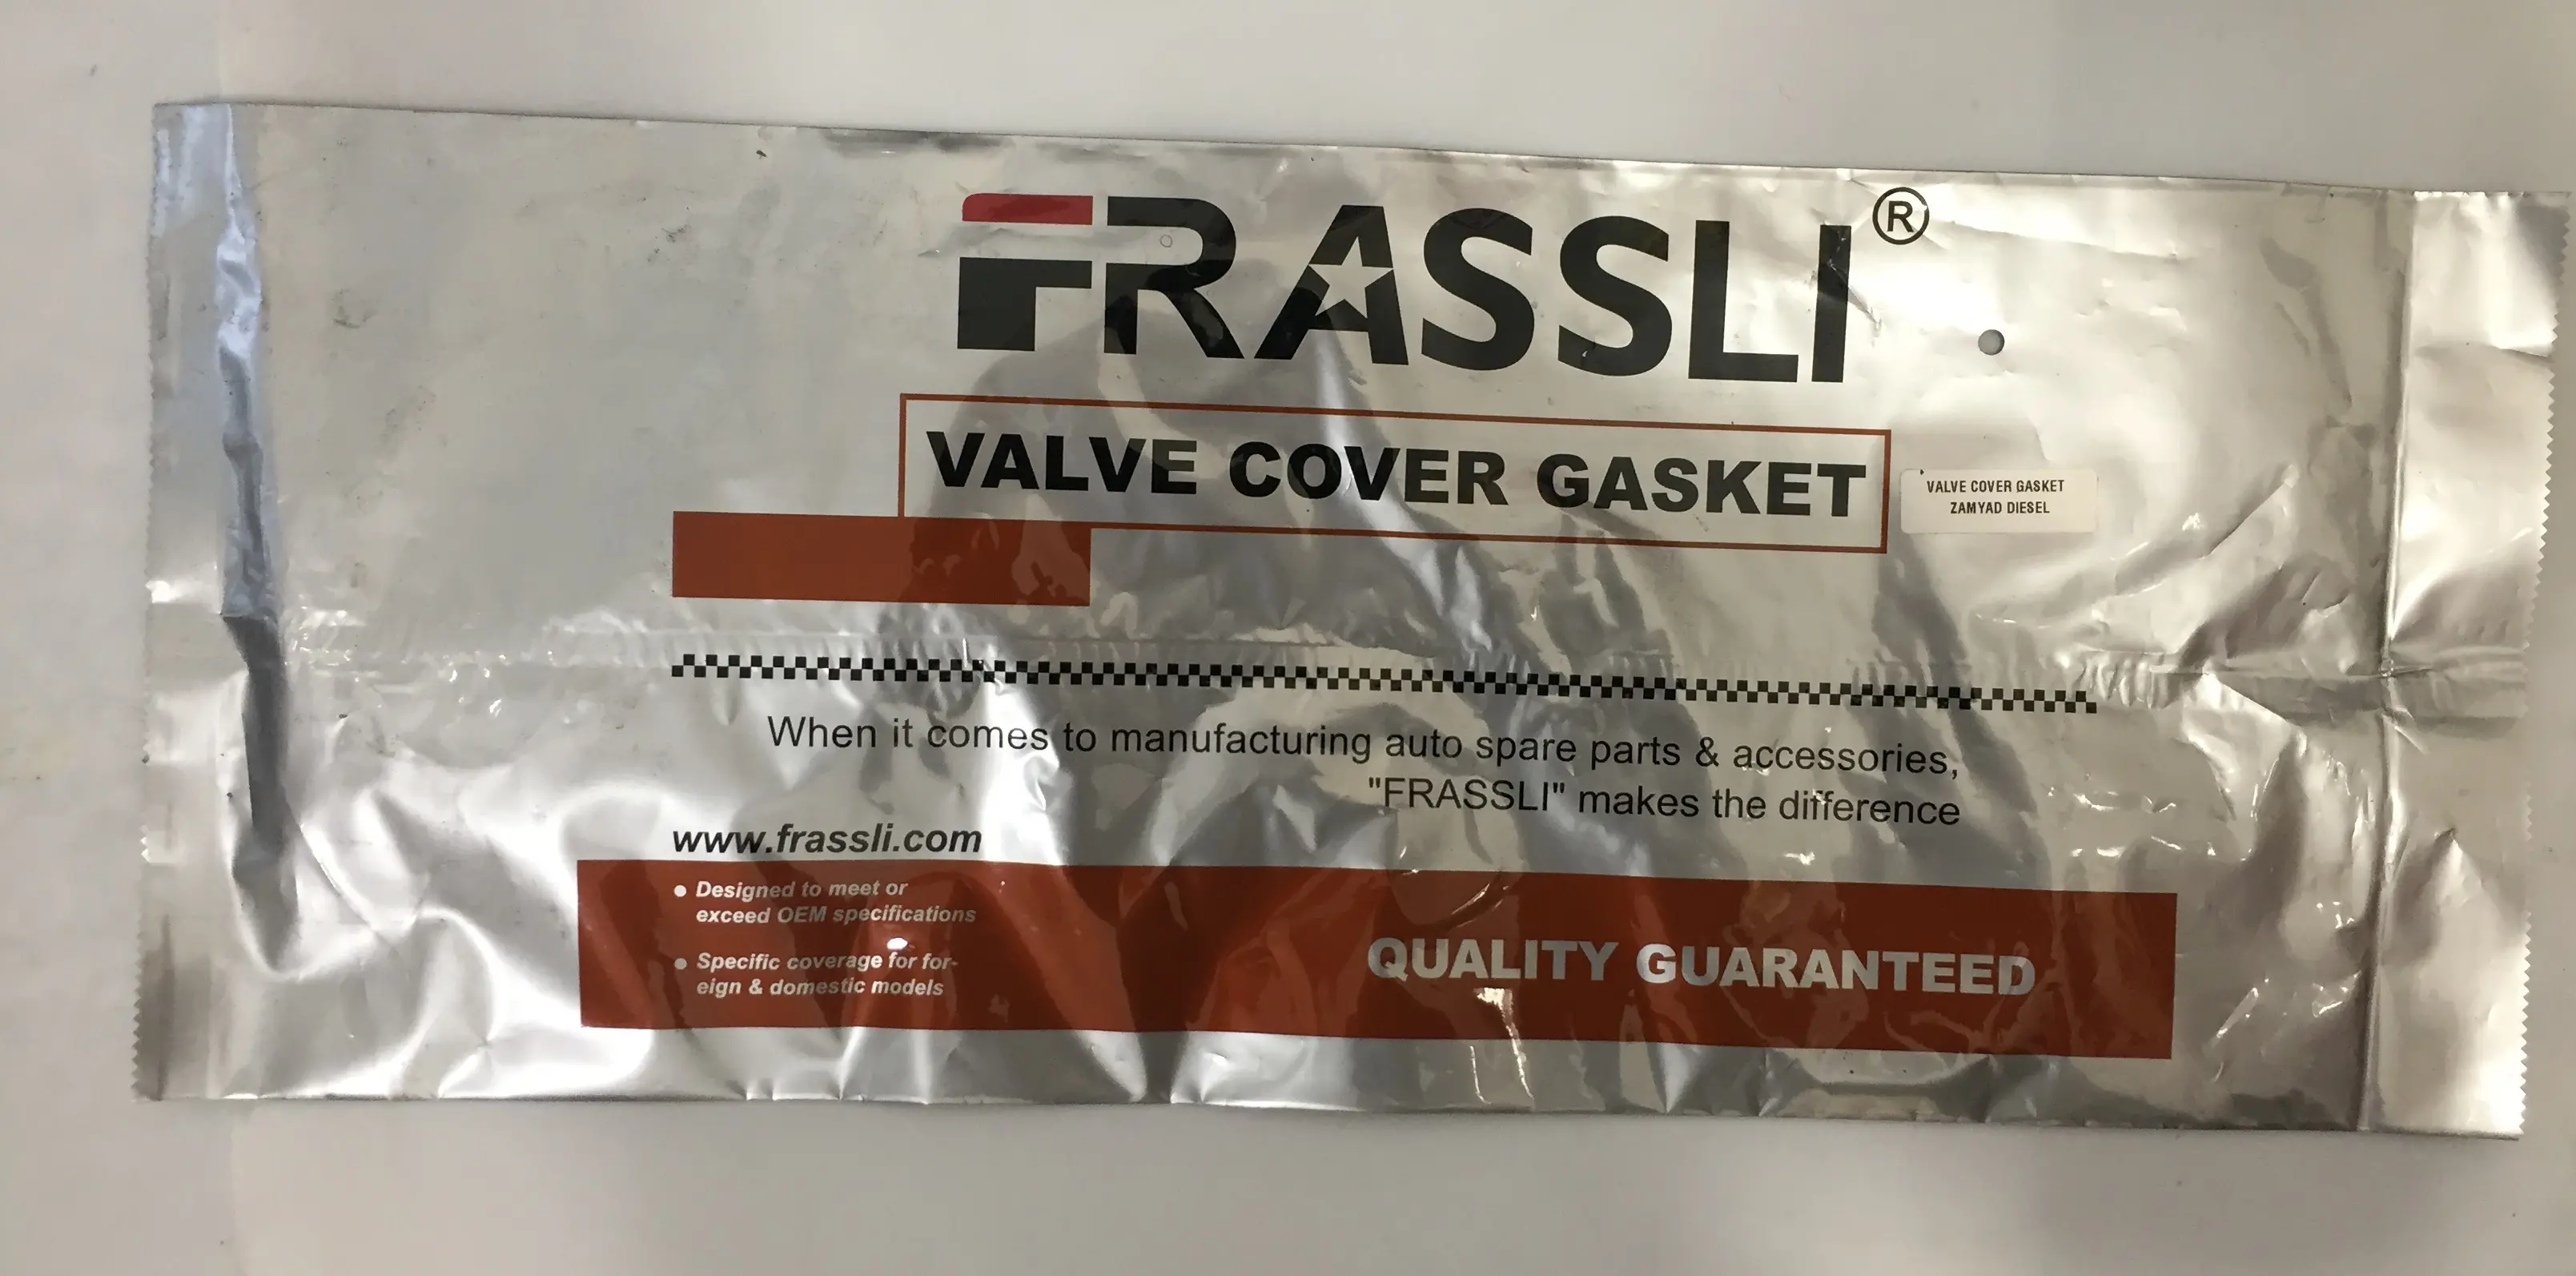 FRASSLI®
VALVE COVER GASKET
VALVE COVER GASKET
ZAMYAD DIESEL
When it comes to manufacturing auto spare parts & accessories,
"FRASSLI" makes the difference
www.frassli.com
• Designed to meet or
exceed OEM specifications
• Specific coverage for for-
eign & domestic models
QUALITY GUARANTEED